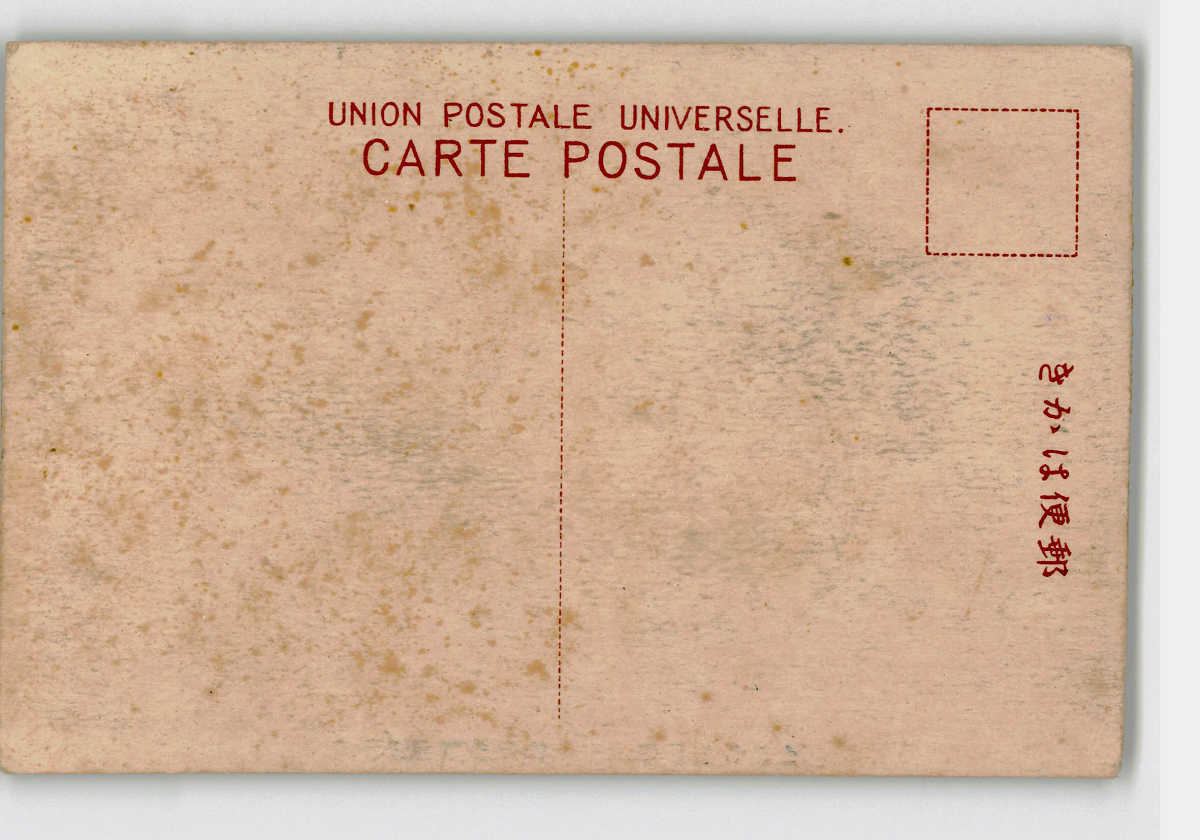 UNION POSTALE UNIVERSELLE.
CARTE POSTALE
郵便はかき